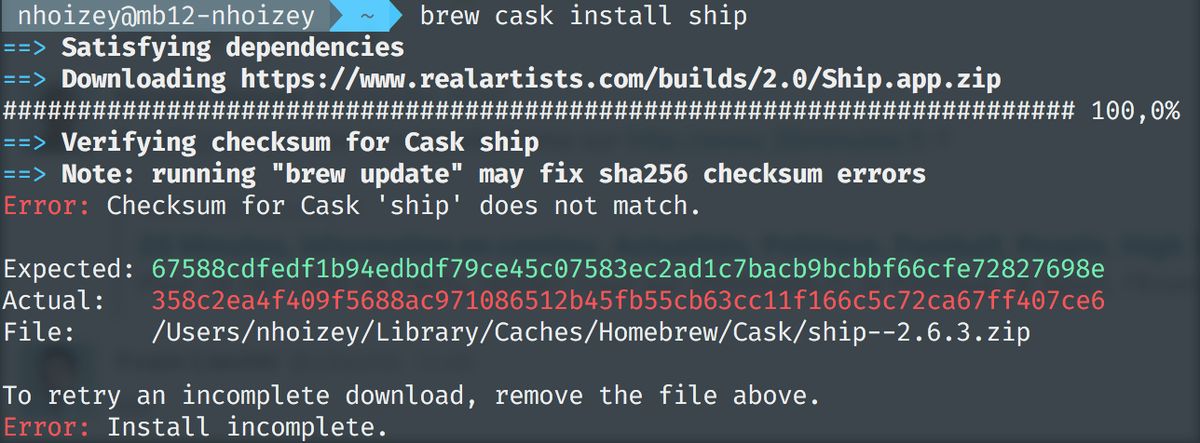 nhoizey@mb12-nhoizey ~ brew cask install ship
==> Satisfying dependencies
==> Downloading https://www.realartists.com/builds/2.0/Ship.app.zip
######################################################################## 100,0%
==> Verifying checksum for Cask ship
==> Note: running "brew update" may fix sha256 checksum errors
Error: Checksum for Cask 'ship' does not match.
Expected: 67588cdfedf1b94edbdf79ce45c07583ec2ad1c7bacb9bcbbf66cfe72827698e
Actual: 358c2ea4f409f5688ac971086512b45fb55cb63cc11f166c5c72ca67ff407ce6
File: /Users/nhoizey/Library/Caches/Homebrew/Cask/ship--2.6.3.zip
To retry an incomplete download, remove the file above.
Error: Install incomplete.